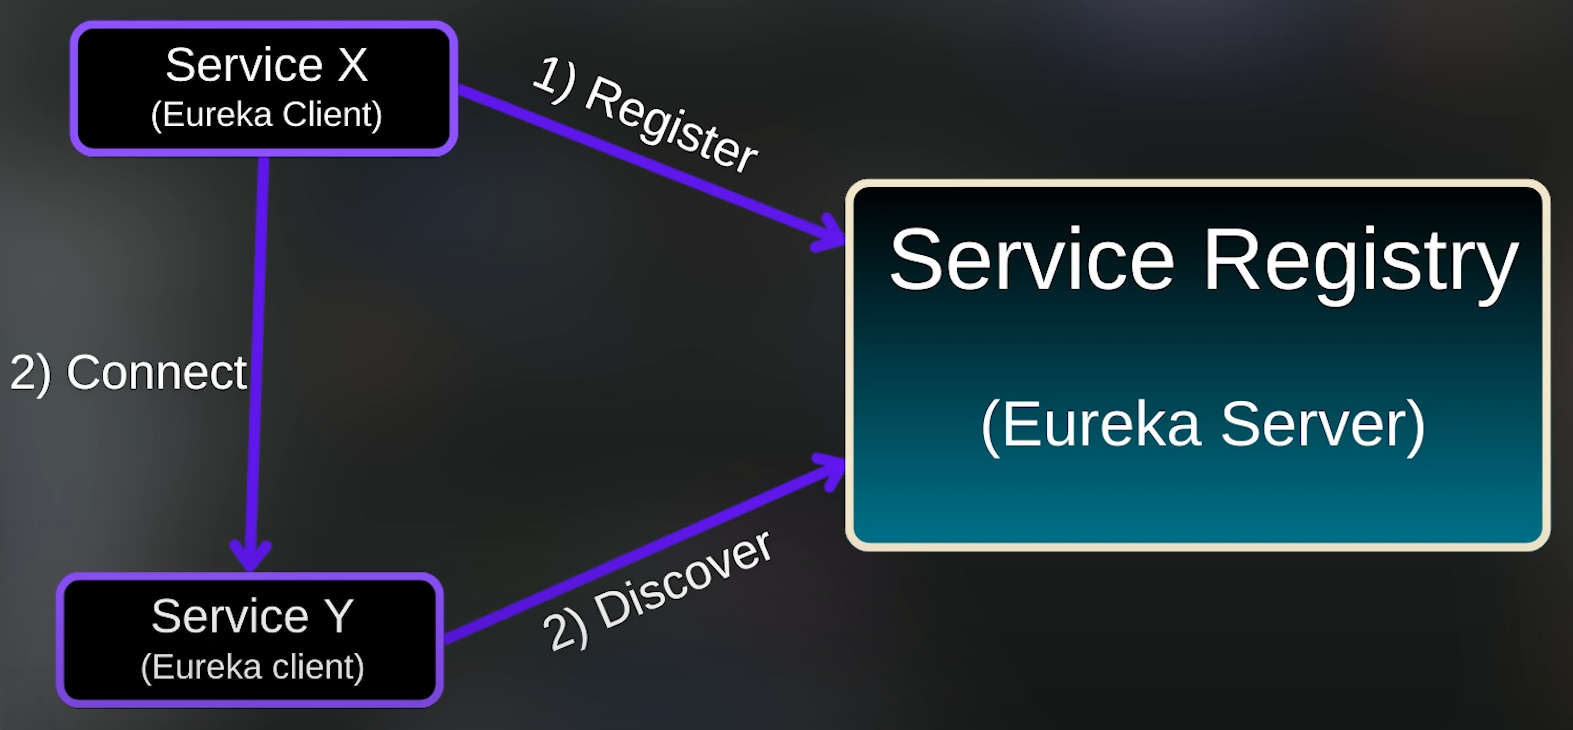 Service X
(Eureka Client)
1) Register
Service Registry
(Eureka Server)
2) Connect
2) Discover
Service Y
(Eureka client)